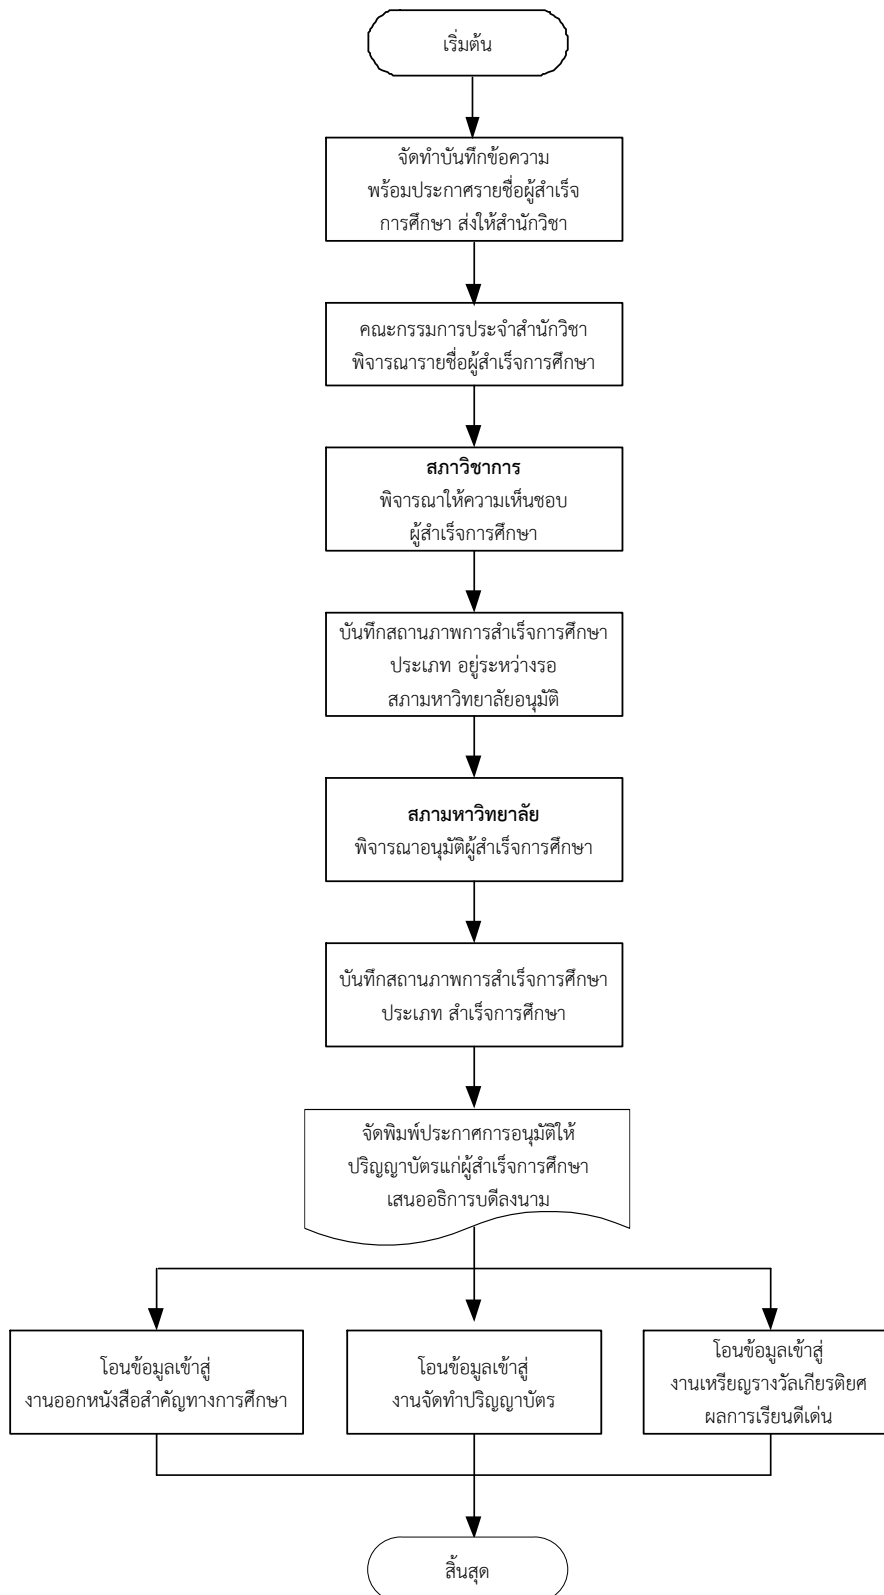 เริ่มต้น
จัดทำบันทึกข้อความ
พร้อมประกาศรายชื่อผู้สำเร็จ
การศึกษา ส่งให้สำนักวิชา
คณะกรรมการประจำสำนักวิชา
พิจารณารายชื่อผู้สำเร็จการศึกษา
สภาวิชาการ
พิจารณาให้ความเห็นชอบ
ผู้สำเร็จการศึกษา
บันทึกสถานภาพการสำเร็จการศึกษา
ประเภท อยู่ระหว่างรอ
สภามหาวิทยาลัยอนุมัติ
สภามหาวิทยาลัย
พิจารณาอนุมัติผู้สำเร็จการศึกษา
บันทึกสถานภาพการสำเร็จการศึกษา
ประเภท สำเร็จการศึกษา
จัดพิมพ์ประกาศการอนุมัติให้
ปริญญาบัตรแก่ผู้สำเร็จการศึกษา
เสนออธิการบดีลงนาม
โอนข้อมูลเข้าสู่
งานออกหนังสือสำคัญทางการศึกษา
โอนข้อมูลเข้าสู่
งานจัดทำปริญญาบัตร
โอนข้อมูลเข้าสู่
งานเหรียญรางวัลเกียรติยศ
ผลการเรียนดีเด่น
สิ้นสุด